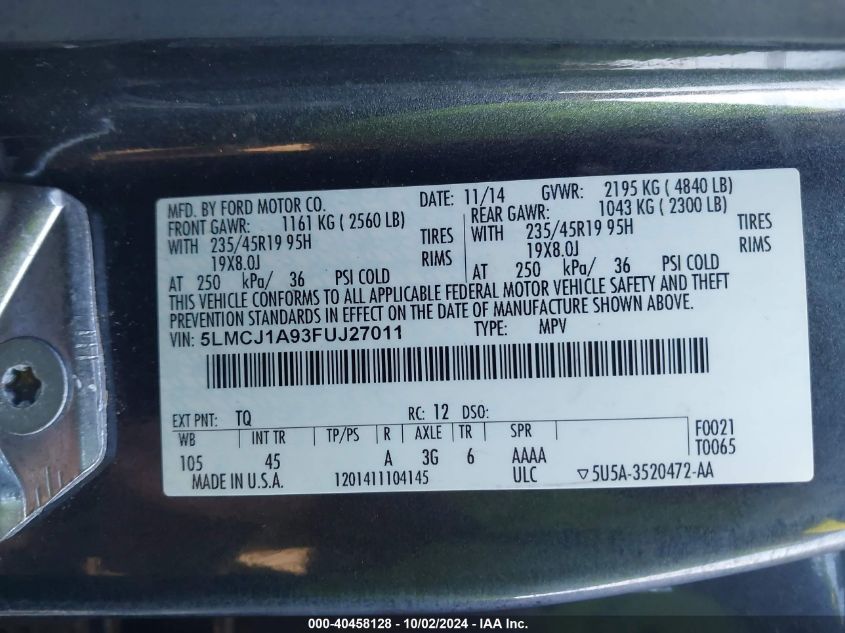 MFD. BY FORD MOTOR CO. DATE: 11/14 GVWR: 2195 KG ( 4840 LB)
FRONT GAWR: 1161 KG ( 2560 LB) REAR GAWR: 1043 KG ( 2300 LB)
WITH 235/45R19 95H TIRES WITH 235/45R19 95H TIRES
19X8.0J RIMS 19X8.0J RIMS
AT 250 kPa/ 36 PSI COLD AT 250 kPa/ 36 PSI COLD
THIS VEHICLE CONFORMS TO ALL APPLICABLE FEDERAL MOTOR VEHICLE SAFETY AND THEFT
PREVENTION STANDARDS IN EFFECT ON THE DATE OF MANUFACTURE SHOWN ABOVE.
VIN: 5LMCJ1A93FUJ27011 TYPE: MPV
EXT PNT: TQ RC: 12 DSO:
WB INT TR TP/PS R AXLE TR SPR F0021
105 45 A 3G 6 AAAA T0065
MADE IN U.S.A. 1201411104145 ULC ▽5U5A-3520472-AA
000-40458128 - 10/02/2024 - IAA Inc.